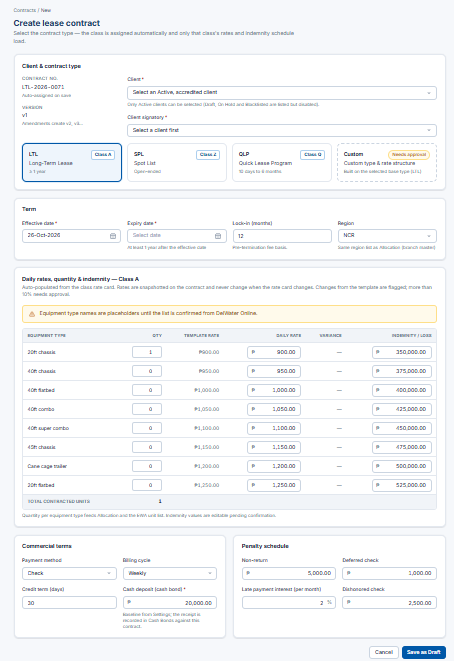 Contracts / New
Create lease contract
Select the contract type — the class is assigned automatically and only that class's rates and indemnity schedule
load.
Client & contract type
CONTRACT NO.
LTL-2026-0071
Auto-assigned on save
VERSION
v1
Amendments create v2, v3…
Client *
Select an Active, accredited client
Only Active clients can be selected (Draft, On Hold and Blacklisted are listed but disabled).
Client signatory *
Select a client first
LTL Class A
Long-Term Lease
≥ 1 year
SPL Class Z
Spot List
Open-ended
QLP Class Q
Quick Lease Program
10 days to 6 months
Custom Needs approval
Custom type & rate structure
Built on the selected base type (LTL)
Term
Effective date * Expiry date * Lock-in (months) Region
26-Oct-2026 Select date 12 NCR
At least 1 year after the effective date Pre-termination fee basis. Same region list as Allocation (branch master)
Daily rates, quantity & indemnity — Class A
Auto-populated from the class rate card. Rates are snapshotted on the contract and never change when the rate card changes. Changes from the template are flagged; more than
10% needs approval.
Equipment type names are placeholders until the list is confirmed from DelWater Online.
EQUIPMENT TYPE QTY TEMPLATE RATE DAILY RATE VARIANCE INDEMNITY / LOSS
20ft chassis 1 ₱900.00 ₱ 900.00 — ₱ 350,000.00
40ft chassis 0 ₱950.00 ₱ 950.00 — ₱ 375,000.00
40ft flatbed 0 ₱1,000.00 ₱ 1,000.00 — ₱ 400,000.00
40ft combo 0 ₱1,050.00 ₱ 1,050.00 — ₱ 425,000.00
40ft super combo 0 ₱1,100.00 ₱ 1,100.00 — ₱ 450,000.00
45ft chassis 0 ₱1,150.00 ₱ 1,150.00 — ₱ 475,000.00
Cane cage trailer 0 ₱1,200.00 ₱ 1,200.00 — ₱ 500,000.00
20ft flatbed 0 ₱1,250.00 ₱ 1,250.00 — ₱ 525,000.00
TOTAL CONTRACTED UNITS 1
Quantity per equipment type feeds Allocation and the EWA unit list. Indemnity values are editable pending confirmation.
Commercial terms
Payment method Billing cycle
Check Weekly
Credit term (days) Cash deposit (cash bond) *
30 ₱ 20,000.00
Baseline from Settings; the receipt is
recorded in Cash Bonds against this
contract.
Penalty schedule
Non-return Deferred check
₱ 5,000.00 ₱ 1,000.00
Late payment interest (per month) Dishonored check
2 % ₱ 2,500.00
Cancel Save as Draft